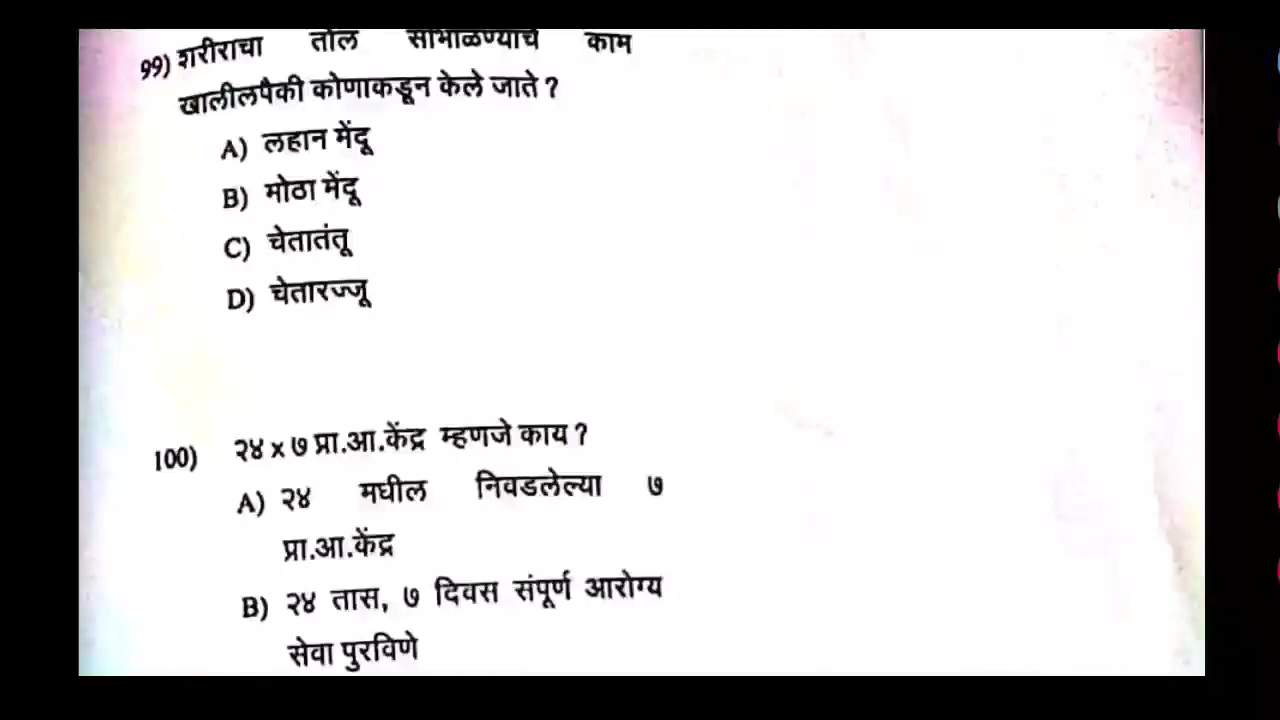 99) शरीराचा तोल सांभाळण्याचे काम
खालीलपैकी कोणाकडून केले जाते ?
A) लहान मेंदू
B) मोठा मेंदू
C) चेतातंतू
D) चेतारज्जू
100) २४ x ७ प्रा.आ.केंद्र म्हणजे काय ?
A) २४ मधील निवडलेल्या ७
प्रा.आ.केंद्र
B) २४ तास, ७ दिवस संपूर्ण आरोग्य
सेवा पुरविणे